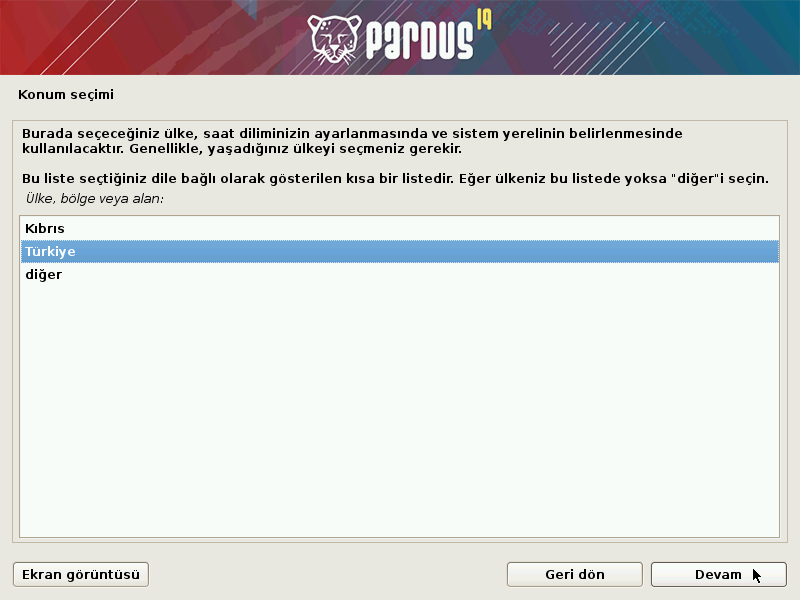 pardus 19
Konum seçimi
Burada seçeceğiniz ülke, saat diliminizin ayarlanmasında ve sistem yerelinin belirlenmesinde
kullanılacaktır. Genellikle, yaşadığınız ülkeyi seçmeniz gerekir.
Bu liste seçtiğiniz dile bağlı olarak gösterilen kısa bir listedir. Eğer ülkeniz bu listede yoksa "diğer"i seçin.
Ülke, bölge veya alan:
Kıbrıs
Türkiye
diğer
Ekran görüntüsü
Geri dön
Devam